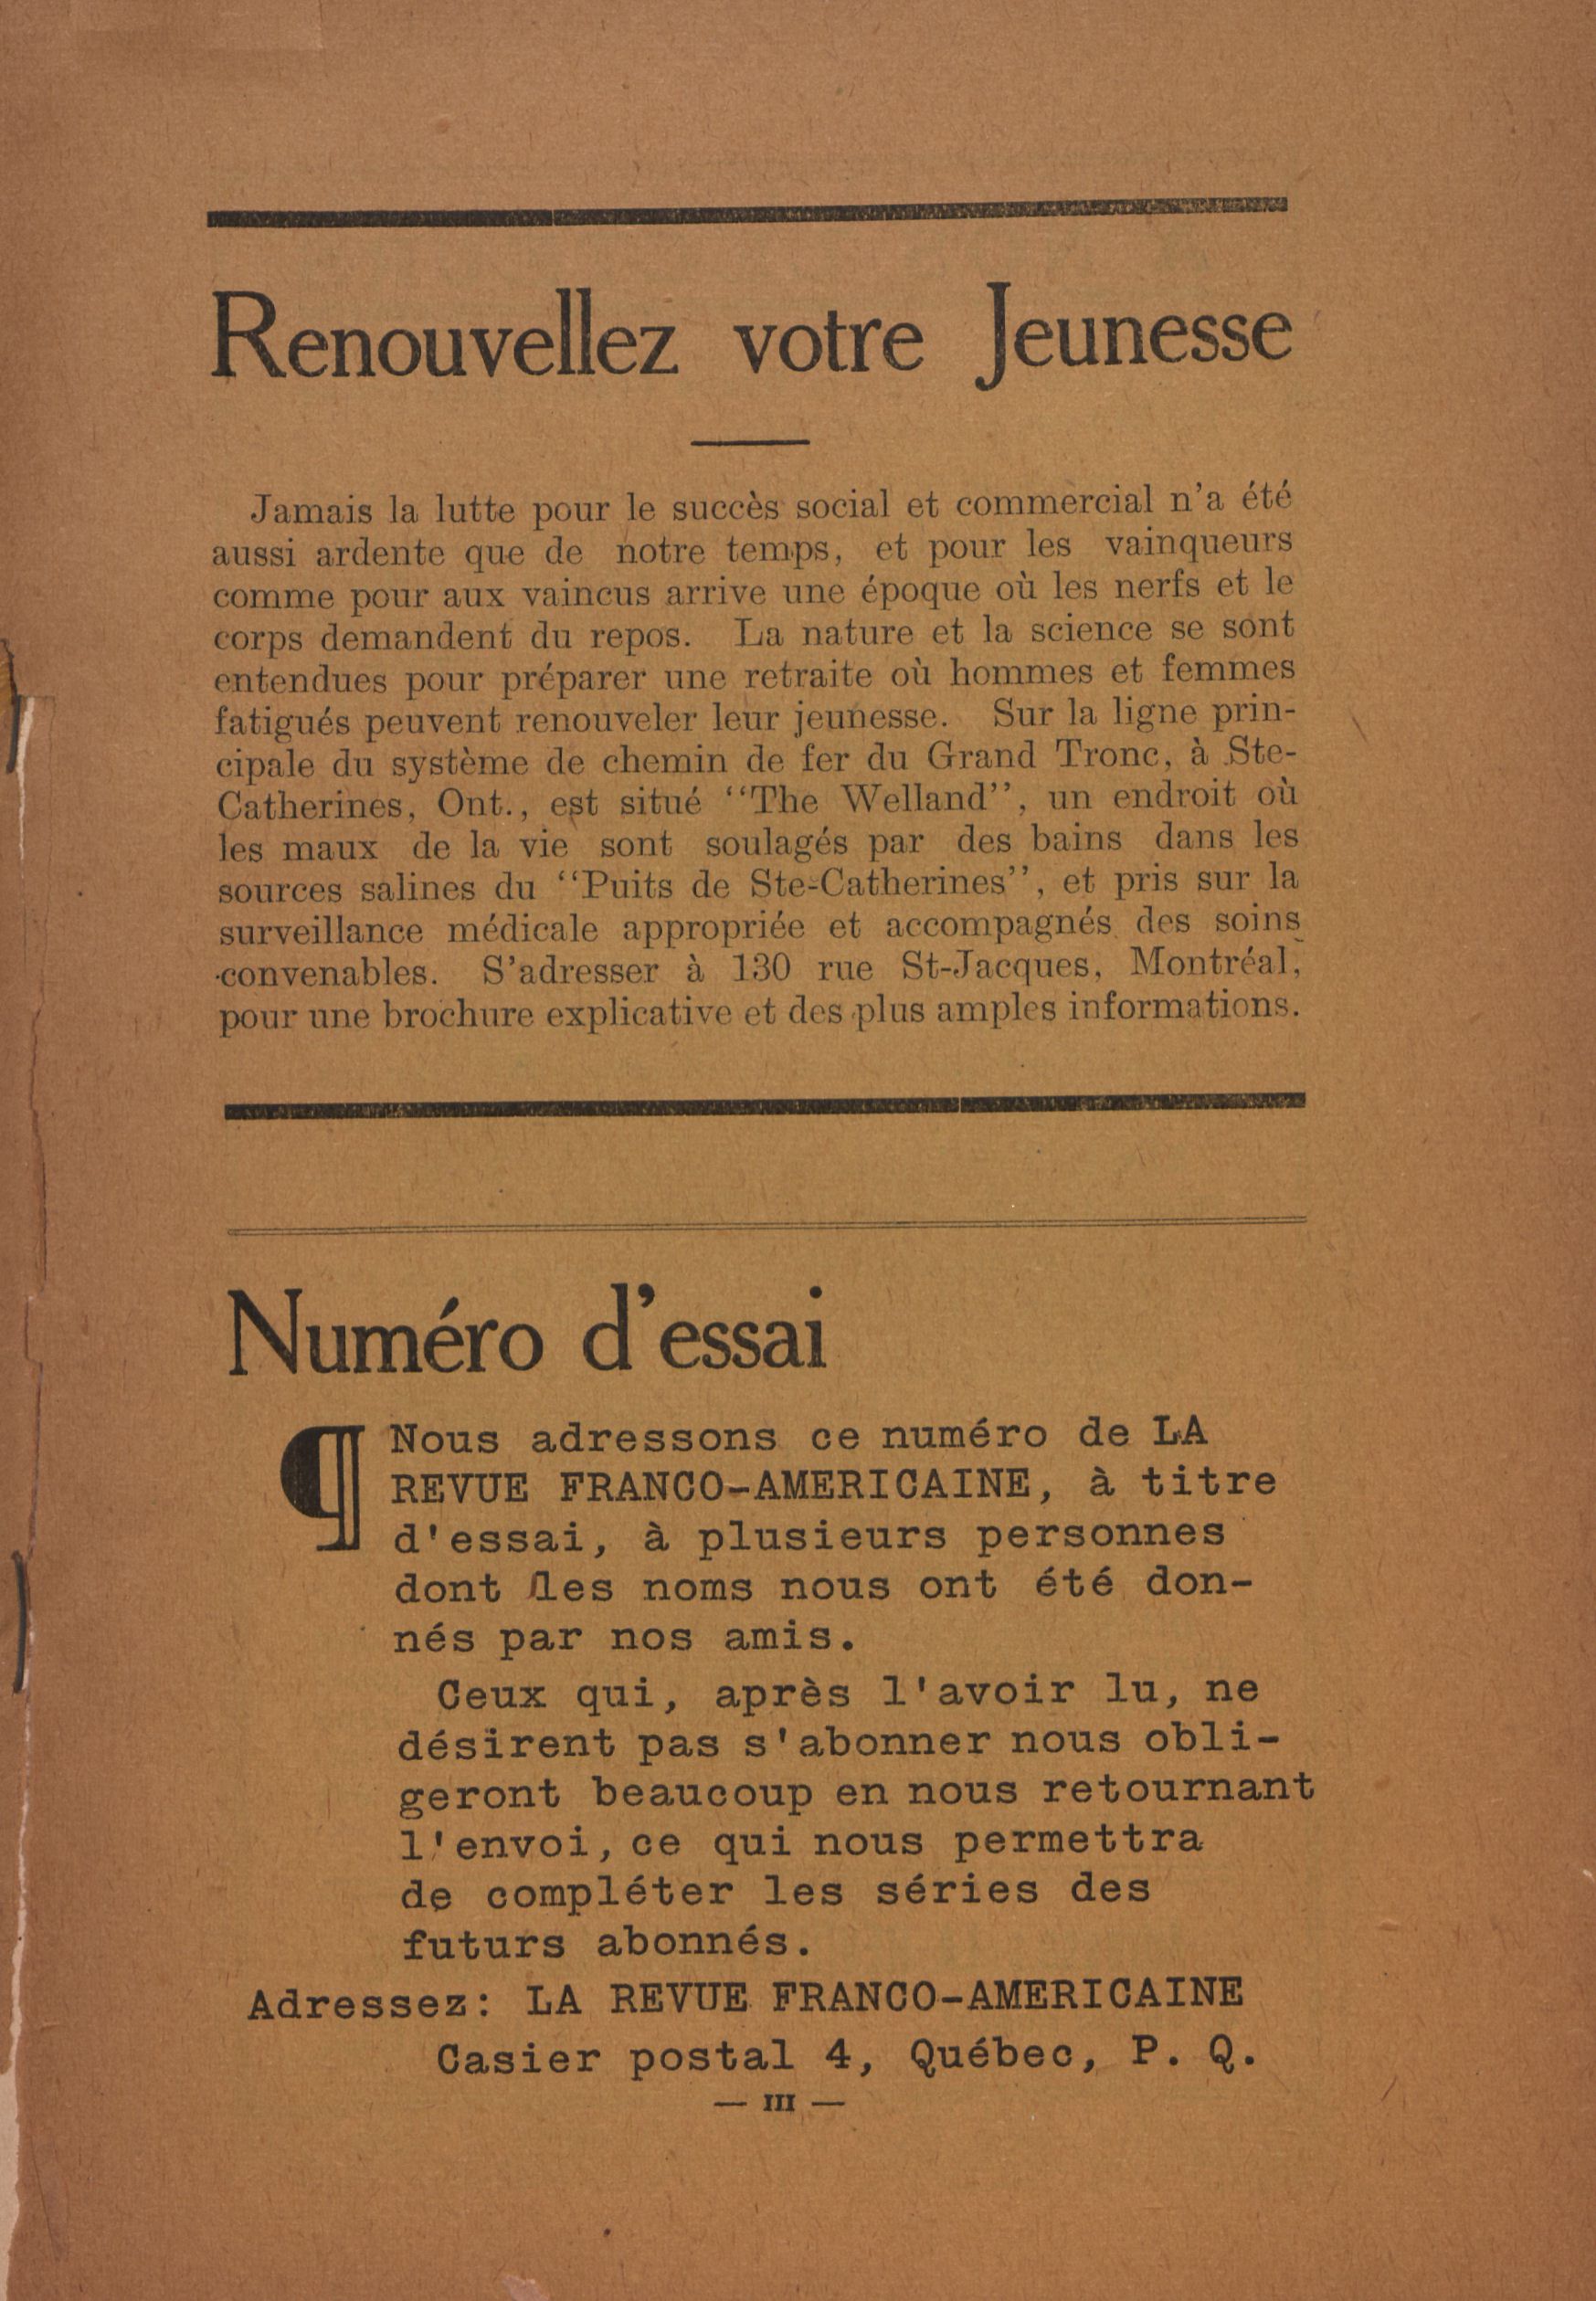 Renouvellez votre Jeunesse
Jamais la lutte pour le succès social et commercial n'a été
aussi ardente que de notre temps, et pour les vainqueurs
comme pour aux vaincus arrive une époque où les nerfs et le
corps demandent du repos. La nature et la science se sont
entendues pour préparer une retraite où hommes et femmes
fatigués peuvent renouveler leur jeunesse. Sur la ligne prin-
cipale du système de chemin de fer du Grand Tronc, à Ste-
Catherines, Ont., est situé ‘‘The Welland’’, un endroit où
les maux de la vie sont soulagés par des bains dans les
sources salines du ‘‘Puits de Ste-Catherines’’, et pris sur la
surveillance médicale appropriée et accompagnés des soins
convenables. S'adresser à 130 rue St-Jacques, Montréal,
pour une brochure explicative et des plus amples informations.
Numéro d'essai
¶ Nous adressons ce numéro de LA
REVUE FRANCO-AMERICAINE, à titre
d'essai, à plusieurs personnes
dont les noms nous ont été don-
nés par nos amis.
Ceux qui, après l'avoir lu, ne
désirent pas s'abonner nous obli-
geront beaucoup en nous retournant
l'envoi, ce qui nous permettra
de compléter les séries des
futurs abonnés.
Adressez: LA REVUE FRANCO-AMERICAINE
Casier postal 4, Québec, P. Q.
— III —